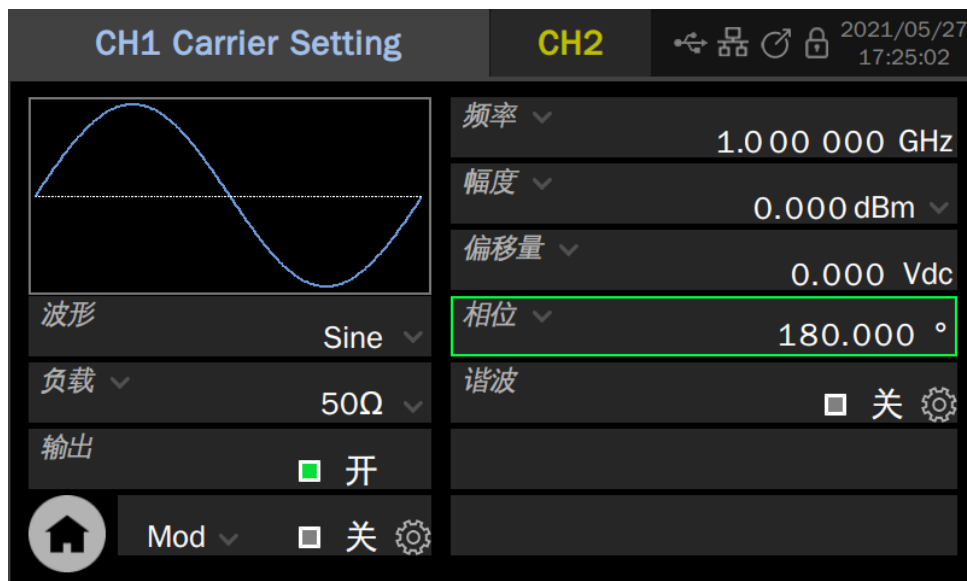 CH1 Carrier Setting
CH2
2021/05/27
17:25:02
频率
1.000 000 GHz
幅度
0.000 dBm
偏移量
0.000 Vdc
波形
Sine
相位
180.000 °
负载
50Ω
谐波
关
输出
开
Mod
关